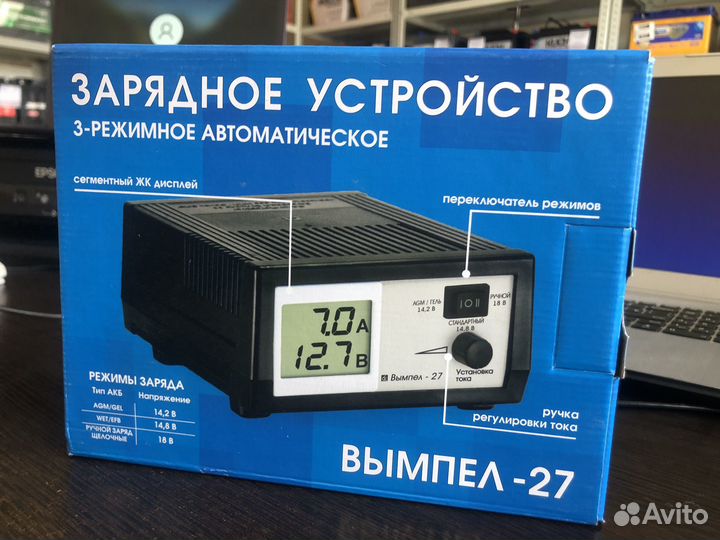 ЗАРЯДНОЕ УСТРОЙСТВО
3-РЕЖИМНОЕ АВТОМАТИЧЕСКОЕ
сегментный ЖК дисплей
переключатель режимов
AGM / ГЕЛЬ
14,2 В
РУЧНОЙ
18 В
СТАНДАРТНЫЙ
14,8 В
7.0 А
12.7 В
Вымпел - 27
Установка
тока
РЕЖИМЫ ЗАРЯДА
Тип АКБ Напряжение
AGM/GEL 14,2 В
WET/EFB 14,8 В
РУЧНОЙ ЗАРЯД
ЩЕЛОЧНЫЕ 18 В
ручка
регулировки тока
ВЫМПЕЛ -27
EPSO
Avito